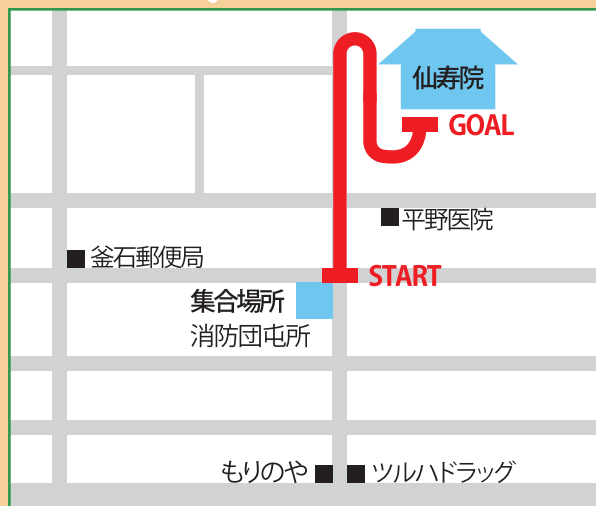 仙寿院
GOAL
平野医院
釜石郵便局
START
集合場所
消防団屯所
もりのや
ツルハドラッグ